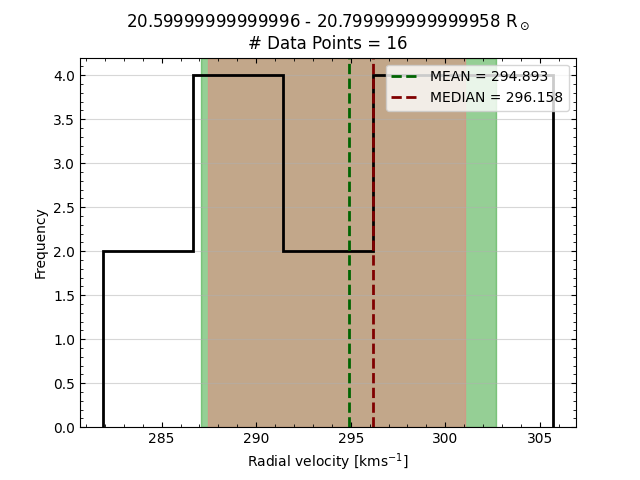 20.59999999999996 - 20.799999999999958 R⊙
# Data Points = 16
MEAN = 294.893
MEDIAN = 296.158
4.0
3.5
3.0
2.5
2.0
1.5
1.0
0.5
0.0
Frequency
285 290 295 300 305
Radial velocity [kms⁻¹]